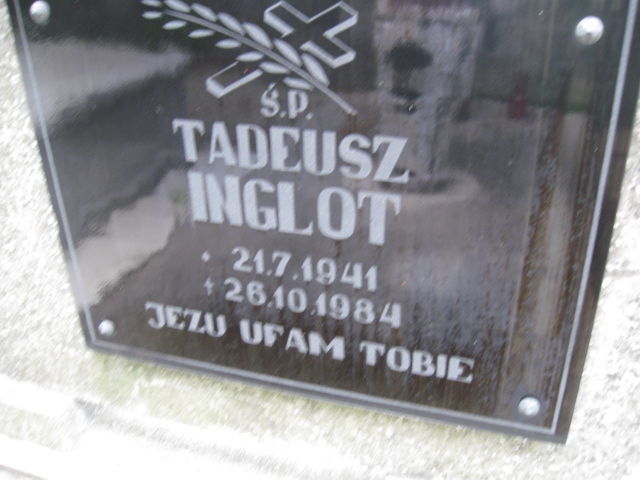 Ś.P.
TADEUSZ
INGLOT
* 21.7.1941
† 26.10.1984
JEZU UFAM TOBIE